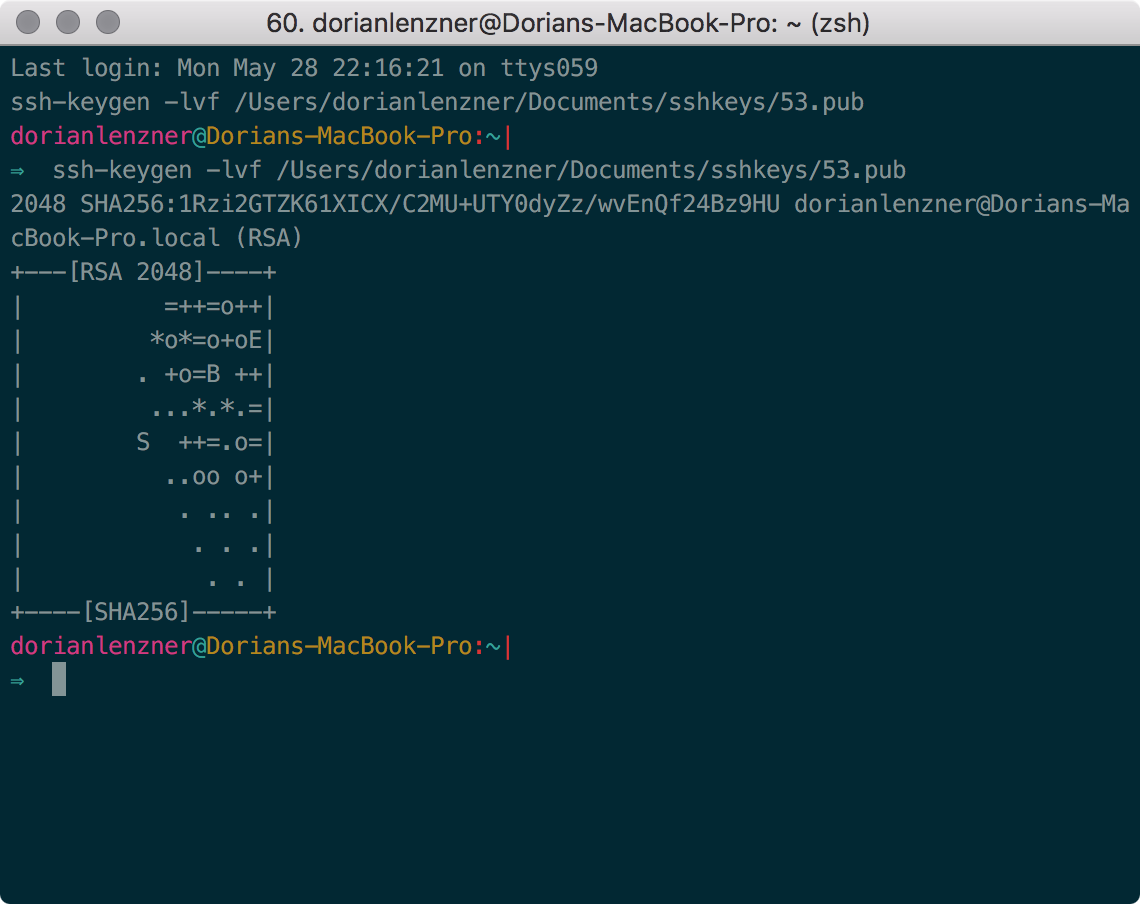 60. dorianlenzner@Dorians-MacBook-Pro: ~ (zsh)
Last login: Mon May 28 22:16:21 on ttys059
ssh-keygen -lvf /Users/dorianlenzner/Documents/sshkeys/53.pub
dorianlenzner@Dorians-MacBook-Pro:~|
⇒  ssh-keygen -lvf /Users/dorianlenzner/Documents/sshkeys/53.pub
2048 SHA256:1Rzi2GTZK61XICX/C2MU+UTY0dyZz/wvEnQf24Bz9HU dorianlenzner@Dorians-Ma
cBook-Pro.local (RSA)
+---[RSA 2048]----+
|          =++=o++|
|         *o*=o+oE|
|        . +o=B ++|
|         ...*.*.=|
|        S  ++=.o=|
|          ..oo o+|
|           . .. .|
|            . . .|
|             . . |
+----[SHA256]-----+
dorianlenzner@Dorians-MacBook-Pro:~|
⇒